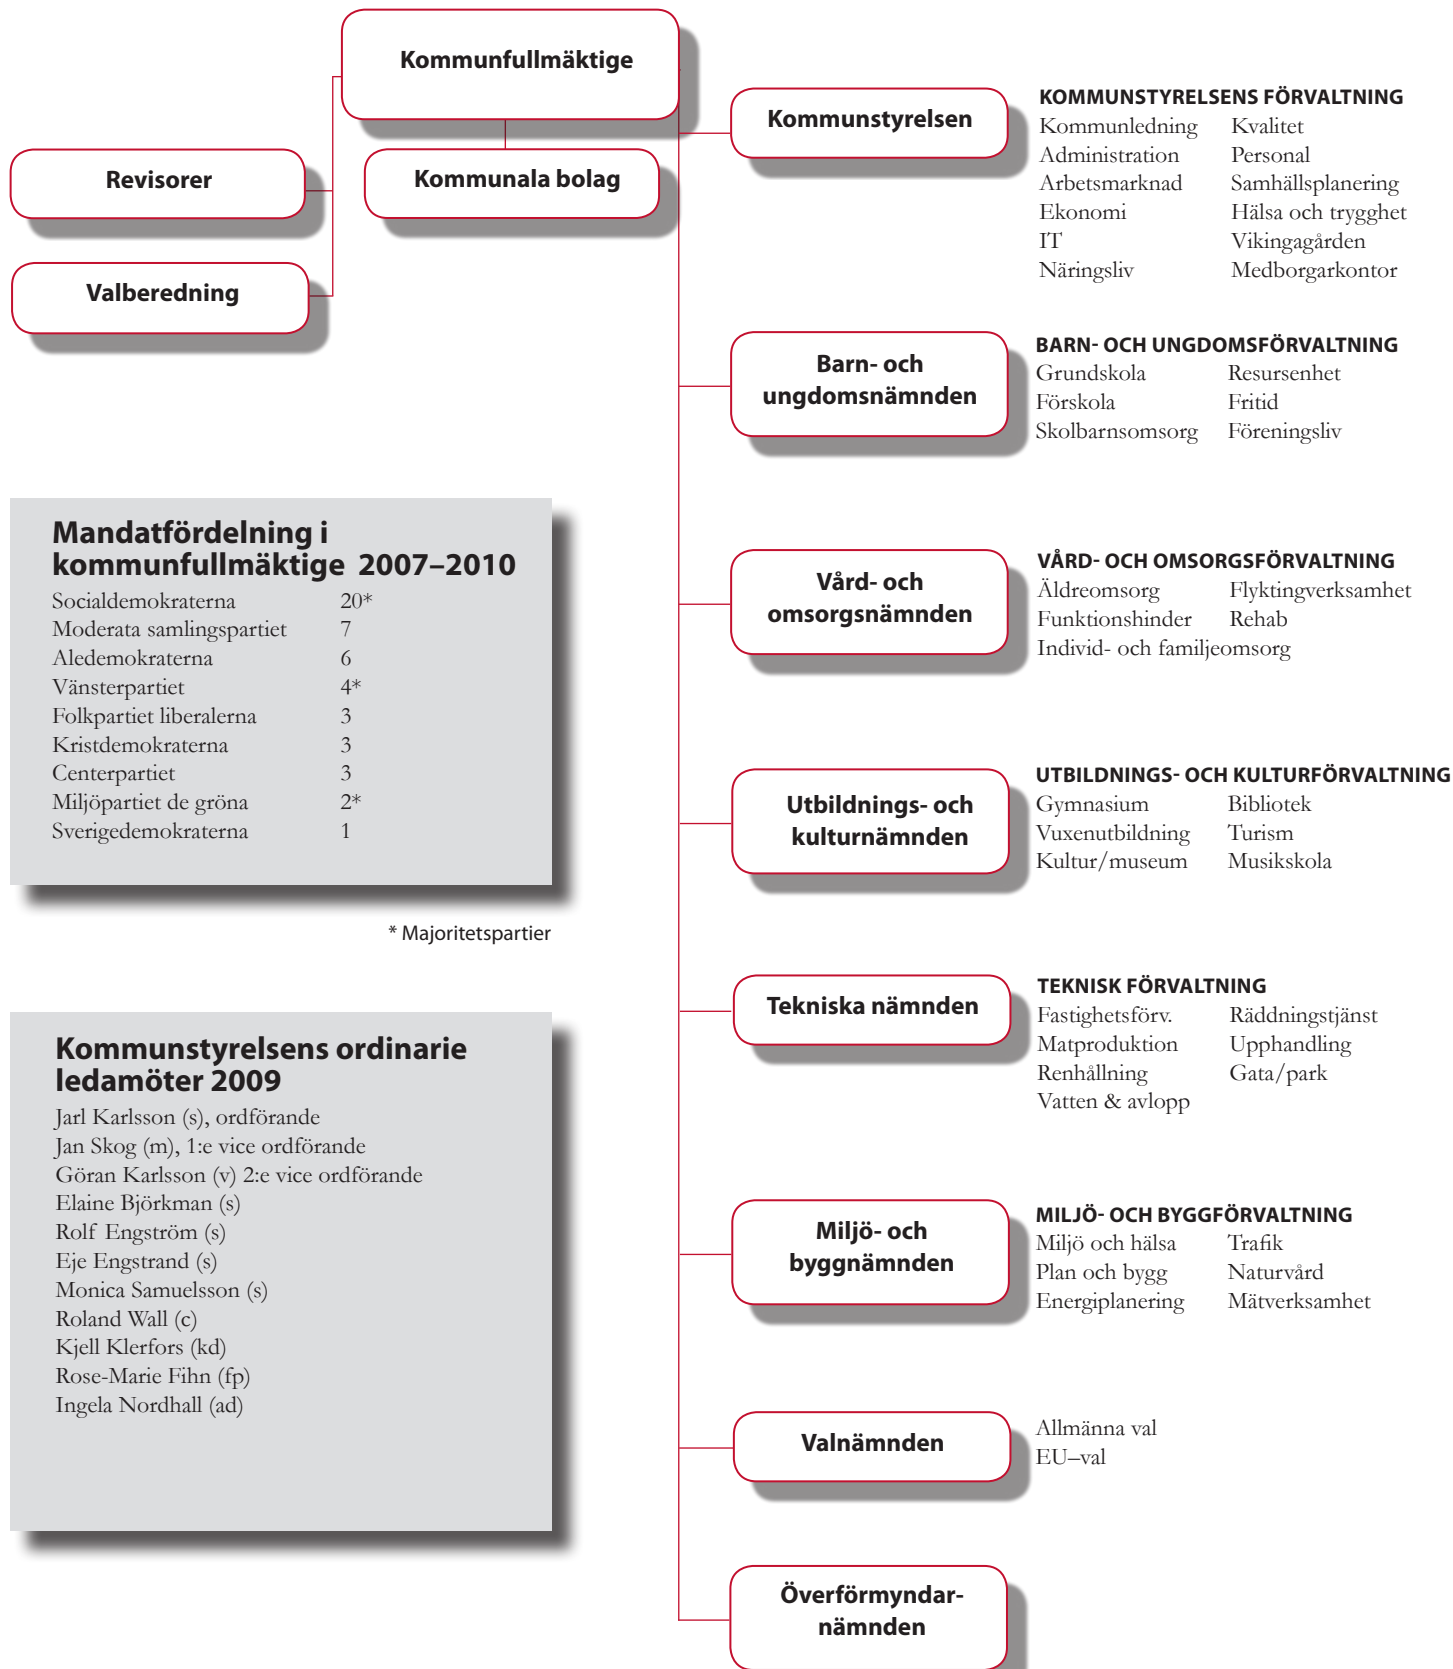 Kommunfullmäktige
Revisorer
Kommunala bolag
Valberedning
Kommunstyrelsen
KOMMUNSTYRELSENS FÖRVALTNING
Kommunledning Kvalitet
Administration Personal
Arbetsmarknad Samhällsplanering
Ekonomi Hälsa och trygghet
IT Vikingagården
Näringsliv Medborgarkontor
Barn- och
ungdomsnämnden
BARN- OCH UNGDOMSFÖRVALTNING
Grundskola Resursenhet
Förskola Fritid
Skolbarnsomsorg Föreningsliv
Mandatfördelning i
kommunfullmäktige 2007–2010
Socialdemokraterna 20*
Moderata samlingspartiet 7
Aledemokraterna 6
Vänsterpartiet 4*
Folkpartiet liberalerna 3
Kristdemokraterna 3
Centerpartiet 3
Miljöpartiet de gröna 2*
Sverigedemokraterna 1
* Majoritetspartier
Vård- och
omsorgsnämnden
VÅRD- OCH OMSORGSFÖRVALTNING
Äldreomsorg Flyktingverksamhet
Funktionshinder Rehab
Individ- och familjeomsorg
Utbildnings- och
kulturnämnden
UTBILDNINGS- OCH KULTURFÖRVALTNING
Gymnasium Bibliotek
Vuxenutbildning Turism
Kultur/museum Musikskola
Kommunstyrelsens ordinarie
ledamöter 2009
Jarl Karlsson (s), ordförande
Jan Skog (m), 1:e vice ordförande
Göran Karlsson (v) 2:e vice ordförande
Elaine Björkman (s)
Rolf Engström (s)
Eje Engstrand (s)
Monica Samuelsson (s)
Roland Wall (c)
Kjell Klerfors (kd)
Rose-Marie Fihn (fp)
Ingela Nordhall (ad)
Tekniska nämnden
TEKNISK FÖRVALTNING
Fastighetsförv. Räddningstjänst
Matproduktion Upphandling
Renhållning Gata/park
Vatten & avlopp
Miljö- och
byggnämnden
MILJÖ- OCH BYGGFÖRVALTNING
Miljö och hälsa Trafik
Plan och bygg Naturvård
Energiplanering Mätverksamhet
Valnämnden
Allmänna val
EU–val
Överförmyndar-
nämnden